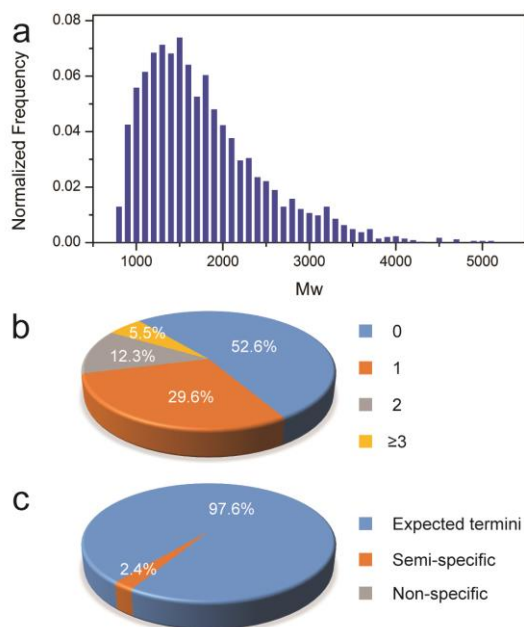 a
0.08
0.06
0.04
0.02
0.00
Normalized Frequency
1000 2000 3000 4000 5000
Mw
b
5.5%
52.6%
12.3%
29.6%
0
1
2
≥3
c
97.6%
2.4%
Expected termini
Semi-specific
Non-specific